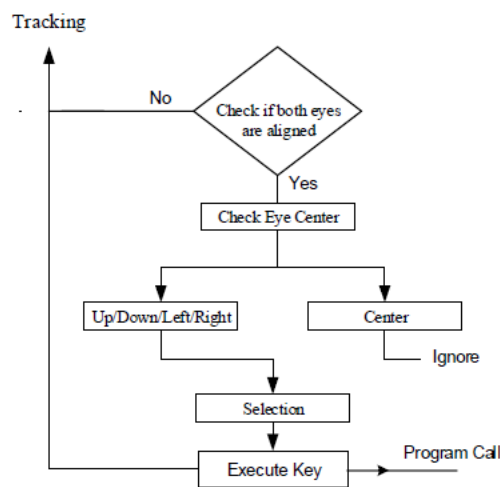 Tracking
No
Check if both eyes
are aligned
Yes
Check Eye Center
Up/Down/Left/Right
Center
Ignore
Selection
Program Call
Execute Key